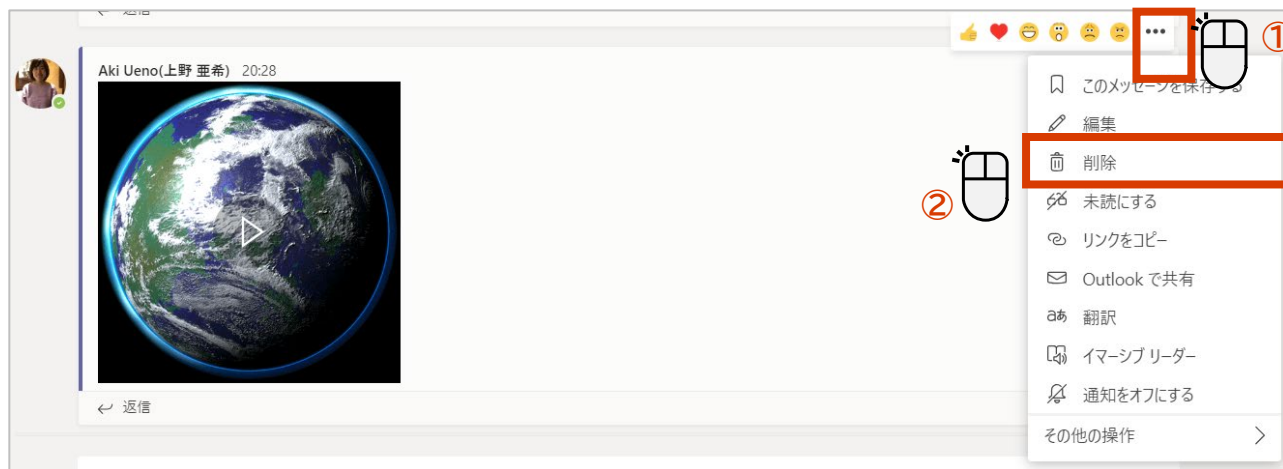 返信
Aki Ueno(上野 亜希) 20:28
①
このメッセージを保存する
編集
削除
②
未読にする
リンクをコピー
Outlook で共有
aあ 翻訳
イマーシブ リーダー
通知をオフにする
返信
その他の操作